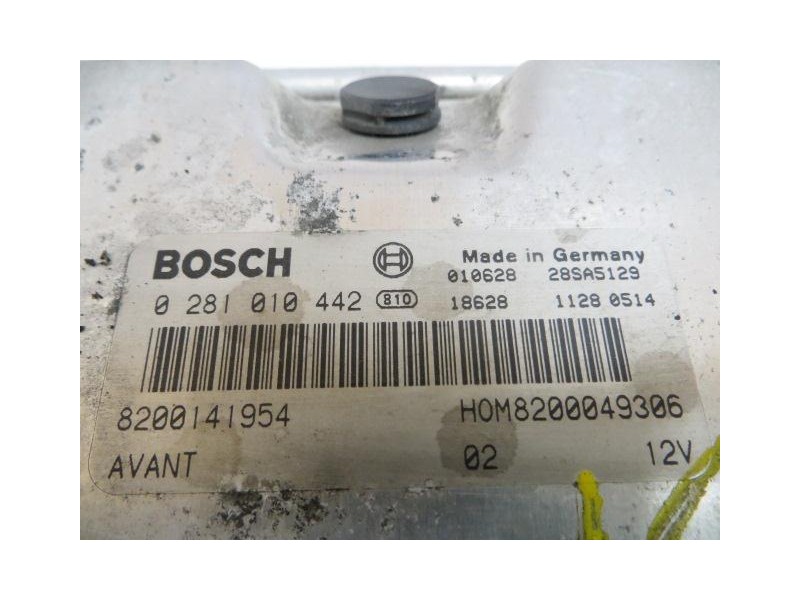 BOSCH
Made in Germany
010628 28SA5129
0 281 010 442 810
18628 1128 0514
8200141954 HOM8200049306
AVANT 02 12V